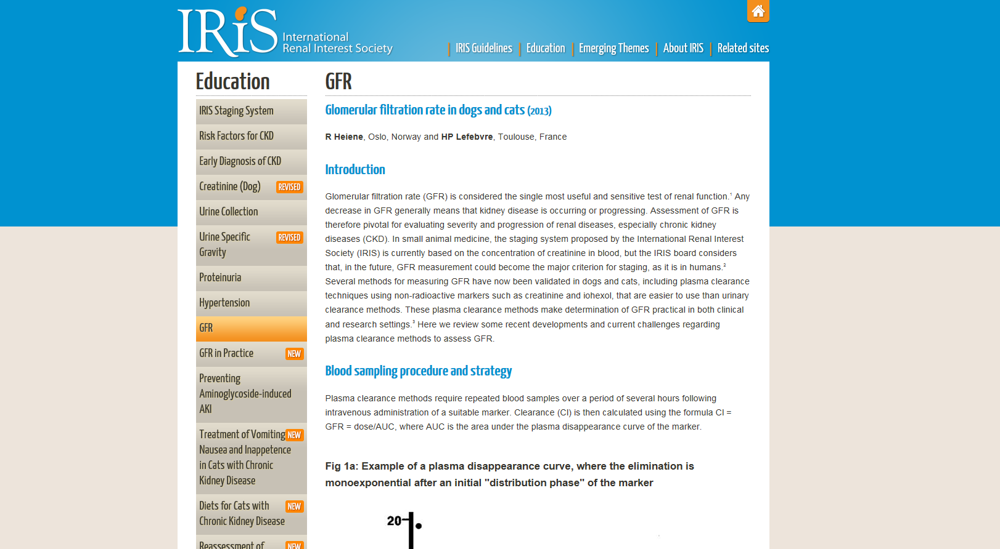 IRiS
International
Renal Interest Society
IRIS Guidelines
Education
Emerging Themes
About IRIS
Related sites
Education
IRIS Staging System
Risk Factors for CKD
Early Diagnosis of CKD
Creatinine (Dog) REVISED
Urine Collection
Urine Specific REVISED
Gravity
Proteinuria
Hypertension
GFR
GFR in Practice NEW
Preventing
Aminoglycoside-induced
AKI
Treatment of Vomiting NEW
Nausea and Inappetence
in Cats with Chronic
Kidney Disease
Diets for Cats with NEW
Chronic Kidney Disease
Reassessment of NEW
GFR
Glomerular filtration rate in dogs and cats (2013)
R Heiene, Oslo, Norway and HP Lefebvre, Toulouse, France
Introduction
Glomerular filtration rate (GFR) is considered the single most useful and sensitive test of renal function.¹ Any
decrease in GFR generally means that kidney disease is occurring or progressing. Assessment of GFR is
therefore pivotal for evaluating severity and progression of renal diseases, especially chronic kidney
diseases (CKD). In small animal medicine, the staging system proposed by the International Renal Interest
Society (IRIS) is currently based on the concentration of creatinine in blood, but the IRIS board considers
that, in the future, GFR measurement could become the major criterion for staging, as it is in humans.²
Several methods for measuring GFR have now been validated in dogs and cats, including plasma clearance
techniques using non-radioactive markers such as creatinine and iohexol, that are easier to use than urinary
clearance methods. These plasma clearance methods make determination of GFR practical in both clinical
and research settings.³ Here we review some recent developments and current challenges regarding
plasma clearance methods to assess GFR.
Blood sampling procedure and strategy
Plasma clearance methods require repeated blood samples over a period of several hours following
intravenous administration of a suitable marker. Clearance (Cl) is then calculated using the formula Cl =
GFR = dose/AUC, where AUC is the area under the plasma disappearance curve of the marker.
Fig 1a: Example of a plasma disappearance curve, where the elimination is
monoexponential after an initial "distribution phase" of the marker
20